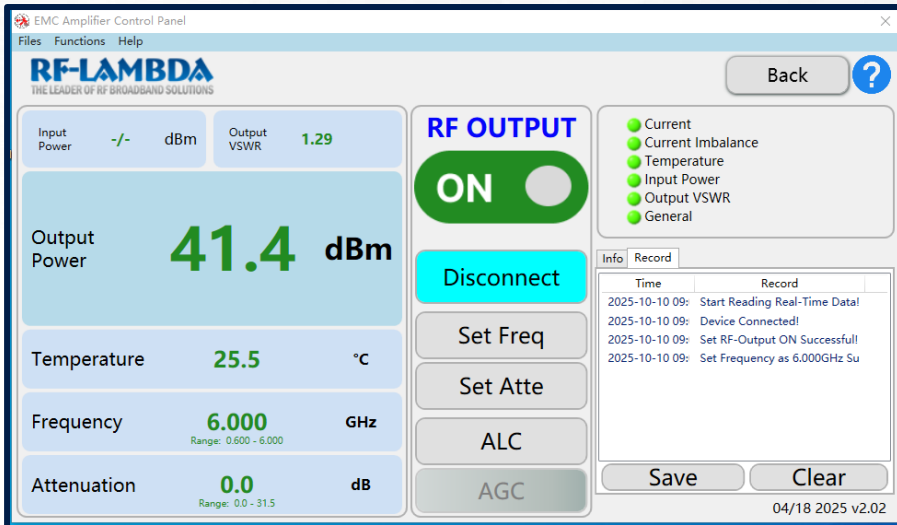 EMC Amplifier Control Panel
Files Functions Help
RF-LAMBDA
THE LEADER OF RF BROADBAND SOLUTIONS
Back
?
Input Power -/- dBm
Output VSWR 1.29
Output Power 41.4 dBm
Temperature 25.5 °C
Frequency 6.000 GHz
Range: 0.600 - 6.000
Attenuation 0.0 dB
Range: 0.0 - 31.5
RF OUTPUT
ON
Disconnect
Set Freq
Set Atte
ALC
AGC
Current
Current Imbalance
Temperature
Input Power
Output VSWR
General
Info Record
Time Record
2025-10-10 09: Start Reading Real-Time Data!
2025-10-10 09: Device Connected!
2025-10-10 09: Set RF-Output ON Successful!
2025-10-10 09: Set Frequency as 6.000GHz Su
Save Clear
04/18 2025 v2.02